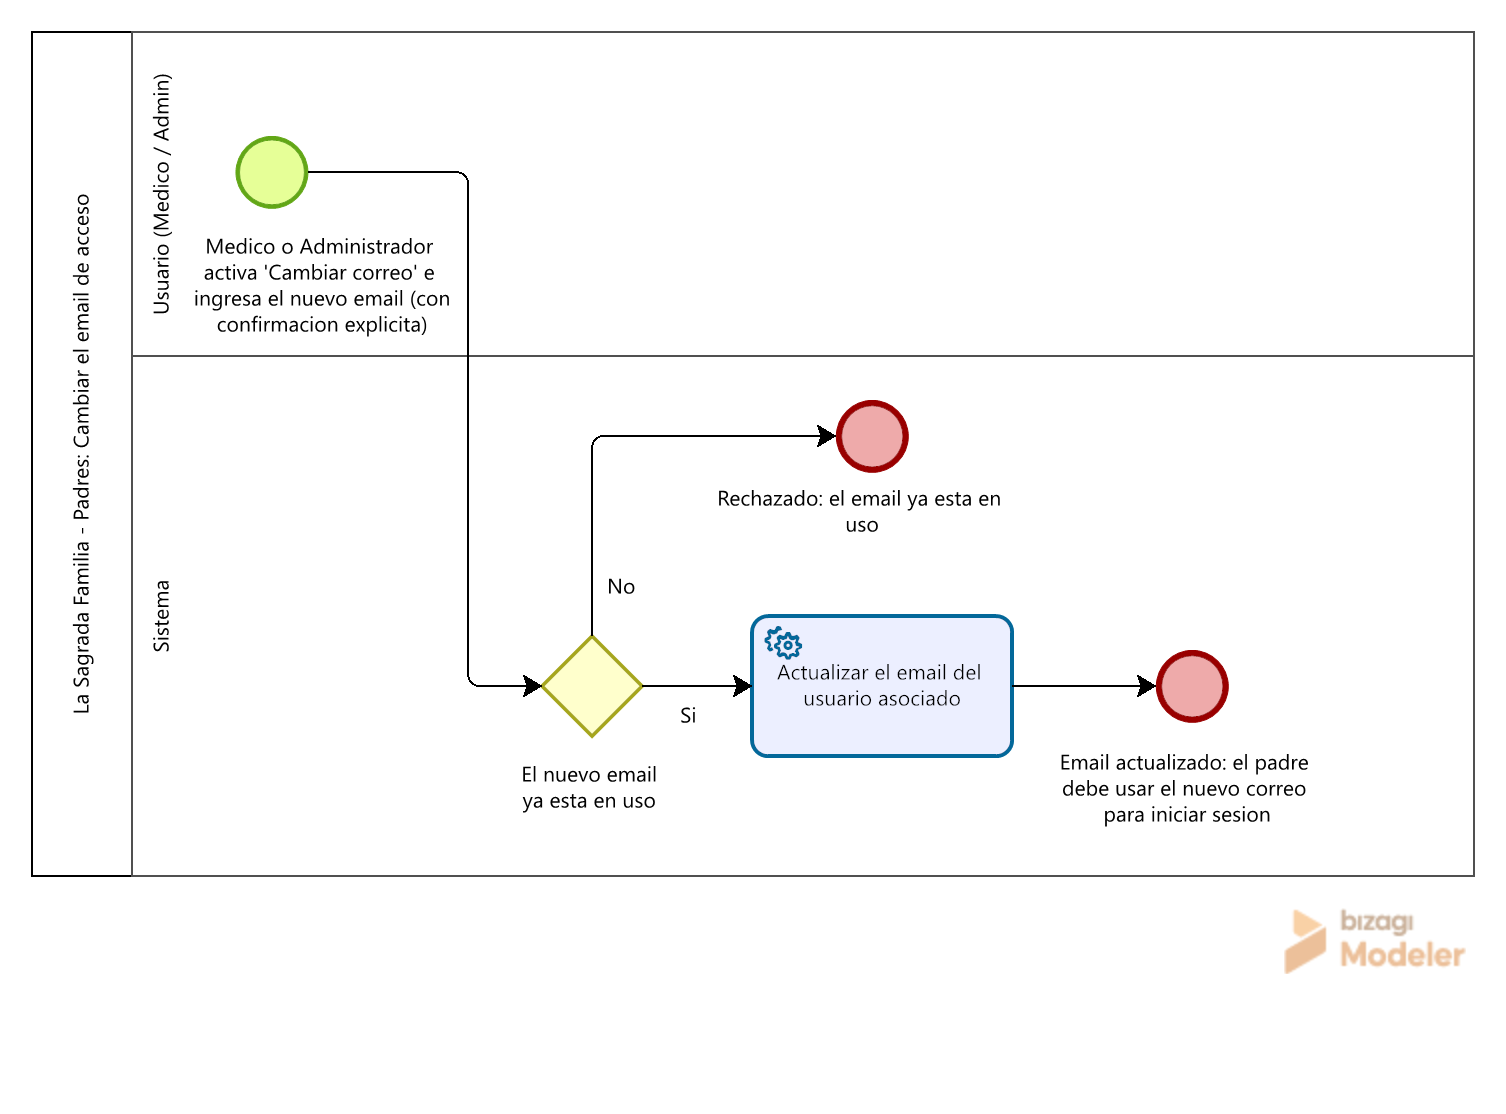 La Sagrada Familia - Padres: Cambiar el email de acceso
Usuario (Medico / Admin)
Medico o Administrador
activa 'Cambiar correo' e
ingresa el nuevo email (con
confirmacion explicita)
Sistema
Rechazado: el email ya esta en
uso
No
Si
Actualizar el email del
usuario asociado
El nuevo email
ya esta en uso
Email actualizado: el padre
debe usar el nuevo correo
para iniciar sesion
bizagi
Modeler